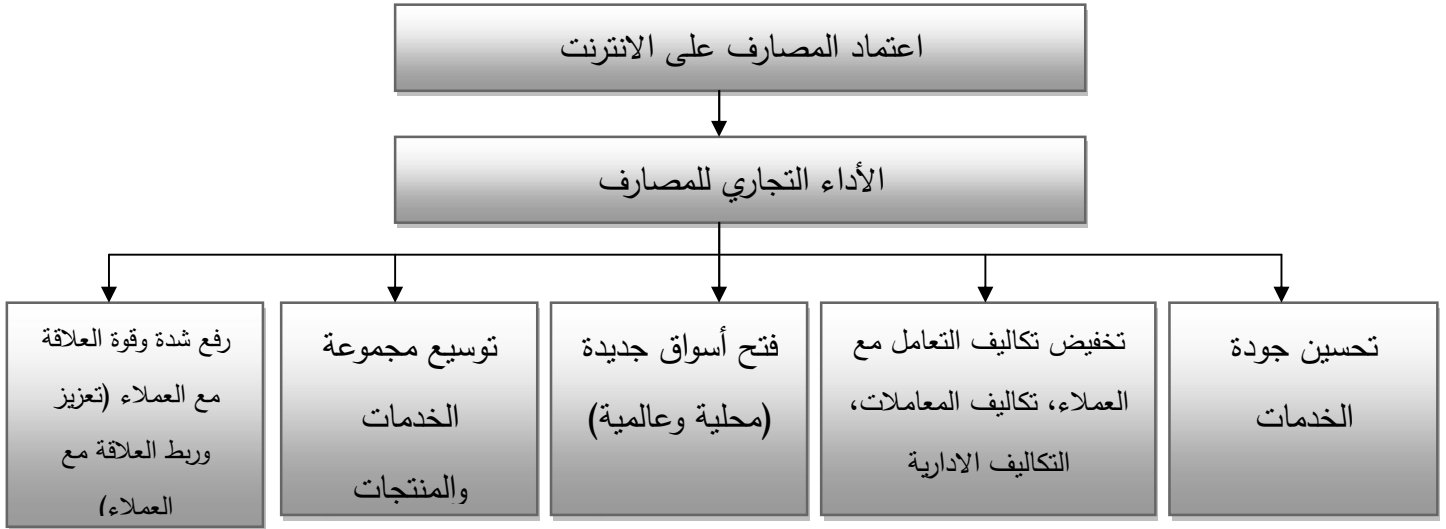 اعتماد المصارف على الانترنت
الأداء التجاري للمصارف
تحسين جودة
الخدمات
تخفيض تكاليف التعامل مع
العملاء، تكاليف المعاملات،
التكاليف الادارية
فتح أسواق جديدة
(محلية وعالمية)
توسيع مجموعة
الخدمات
والمنتجات
رفع شدة وقوة العلاقة
مع العملاء (تعزيز
وربط العلاقة مع
العملاء)